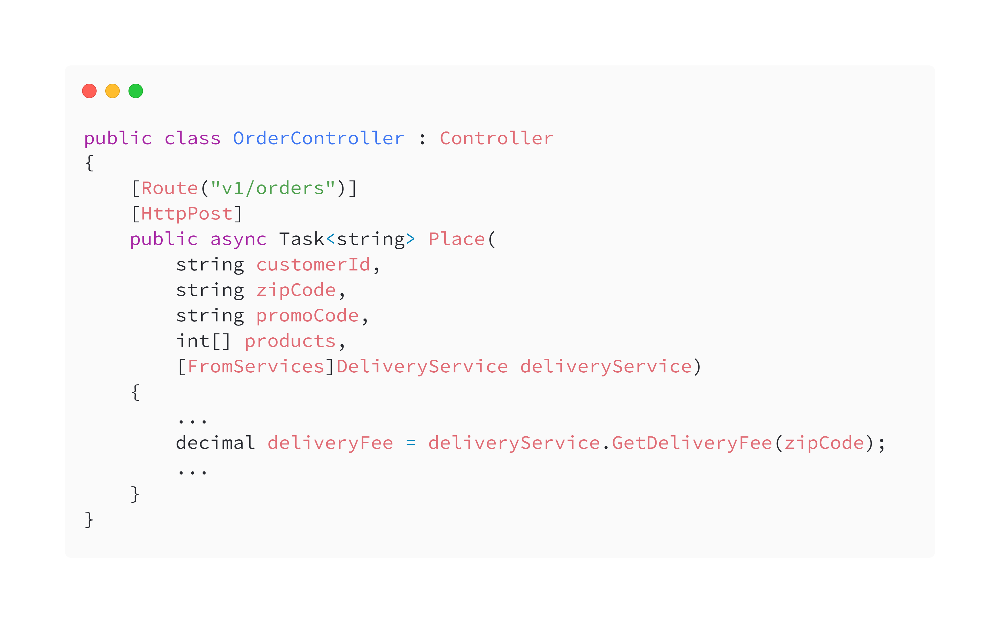 public class OrderController : Controller
{
    [Route("v1/orders")]
    [HttpPost]
    public async Task<string> Place(
        string customerId,
        string zipCode,
        string promoCode,
        int[] products,
        [FromServices]DeliveryService deliveryService)
    {
        ...
        decimal deliveryFee = deliveryService.GetDeliveryFee(zipCode);
        ...
    }
}